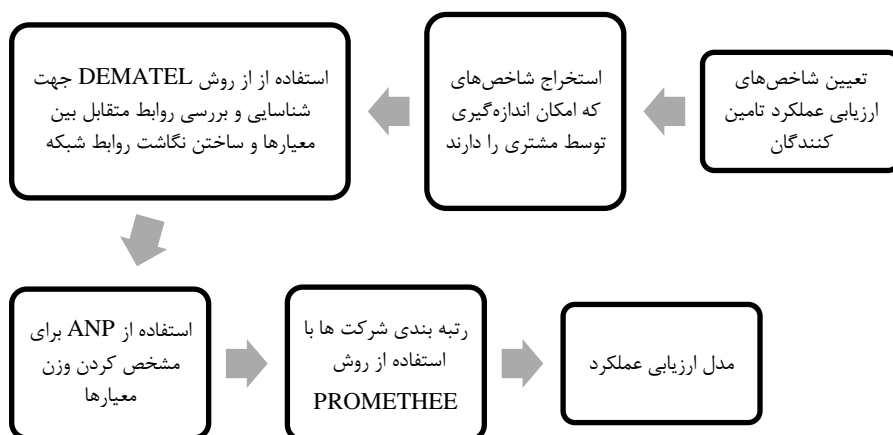 تعیین شاخص‌های
ارزیابی عملکرد تامین
کنندگان
استخراج شاخص‌های
که امکان اندازه‌گیری
توسط مشتری را دارند
استفاده از از روش DEMATEL جهت
شناسایی و بررسی روابط متقابل بین
معیارها و ساختن نگاشت روابط شبکه
استفاده از ANP برای
مشخص کردن وزن
معیارها
رتبه بندی شرکت ها با
استفاده از روش
PROMETHEE
مدل ارزیابی عملکرد